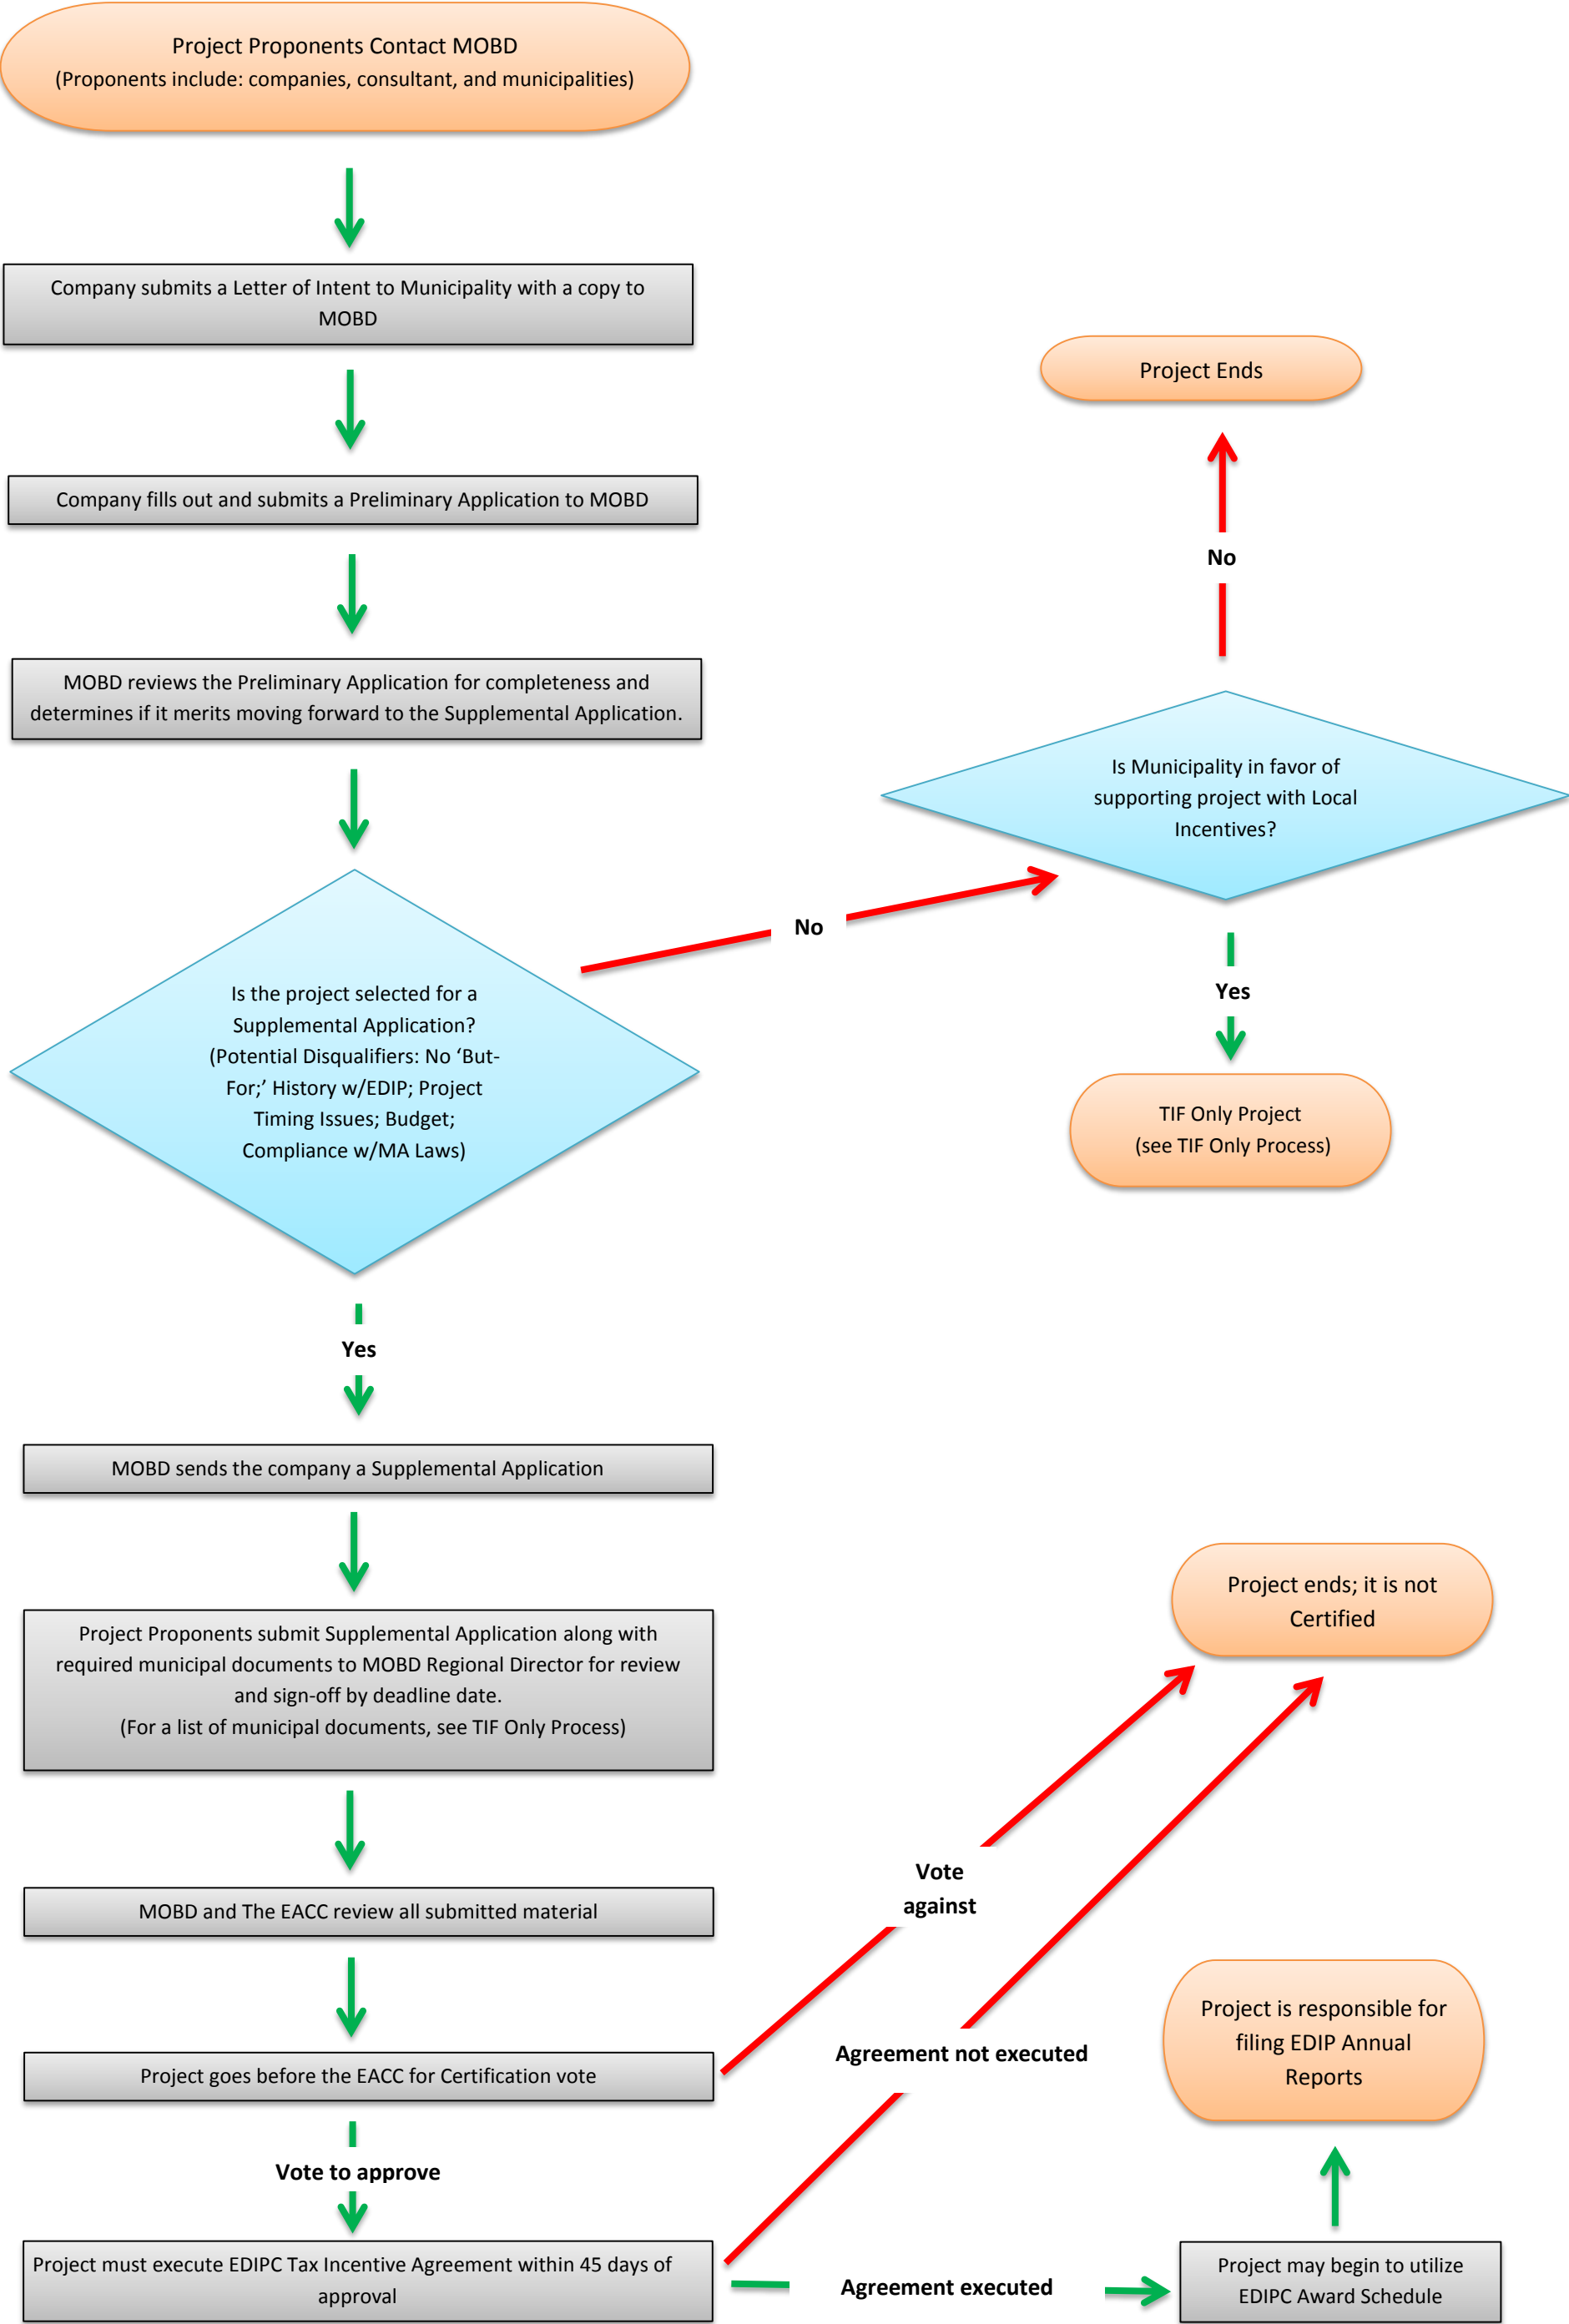 Project Proponents Contact MOBD
(Proponents include: companies, consultant, and municipalities)
Company submits a Letter of Intent to Municipality with a copy to
MOBD
Company fills out and submits a Preliminary Application to MOBD
MOBD reviews the Preliminary Application for completeness and
determines if it merits moving forward to the Supplemental Application.
Is the project selected for a
Supplemental Application?
(Potential Disqualifiers: No ‘But-
For;’ History w/EDIP; Project
Timing Issues; Budget;
Compliance w/MA Laws)
No
Is Municipality in favor of
supporting project with Local
Incentives?
No
Project Ends
Yes
TIF Only Project
(see TIF Only Process)
Yes
MOBD sends the company a Supplemental Application
Project Proponents submit Supplemental Application along with
required municipal documents to MOBD Regional Director for review
and sign-off by deadline date.
(For a list of municipal documents, see TIF Only Process)
MOBD and The EACC review all submitted material
Project goes before the EACC for Certification vote
Vote
against
Project ends; it is not
Certified
Vote to approve
Project must execute EDIPC Tax Incentive Agreement within 45 days of
approval
Agreement not executed
Agreement executed
Project may begin to utilize
EDIPC Award Schedule
Project is responsible for
filing EDIP Annual
Reports